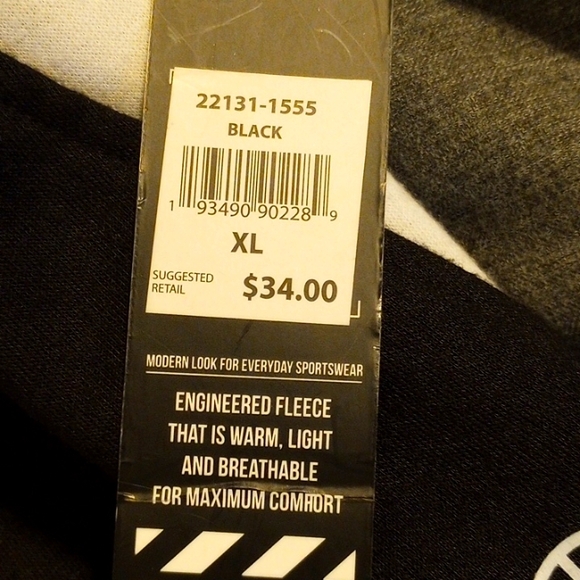 22131-1555
BLACK
1 93490 90228 9
XL
SUGGESTED
RETAIL
$34.00
MODERN LOOK FOR EVERYDAY SPORTSWEAR
ENGINEERED FLEECE
THAT IS WARM, LIGHT
AND BREATHABLE
FOR MAXIMUM COMFORT